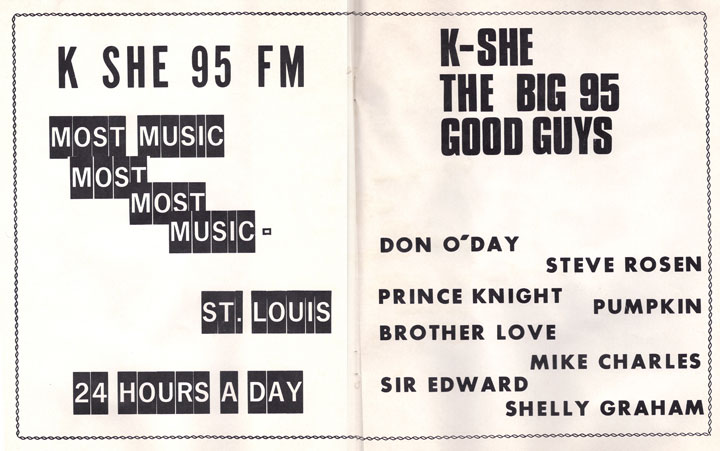 K SHE 95 FM
MOST MUSIC
MOST
MOST
MUSIC-
ST. LOUIS
24 HOURS A DAY
K-SHE
THE BIG 95
GOOD GUYS
DON O'DAY
STEVE ROSEN
PRINCE KNIGHT
PUMPKIN
BROTHER LOVE
MIKE CHARLES
SIR EDWARD
SHELLY GRAHAM